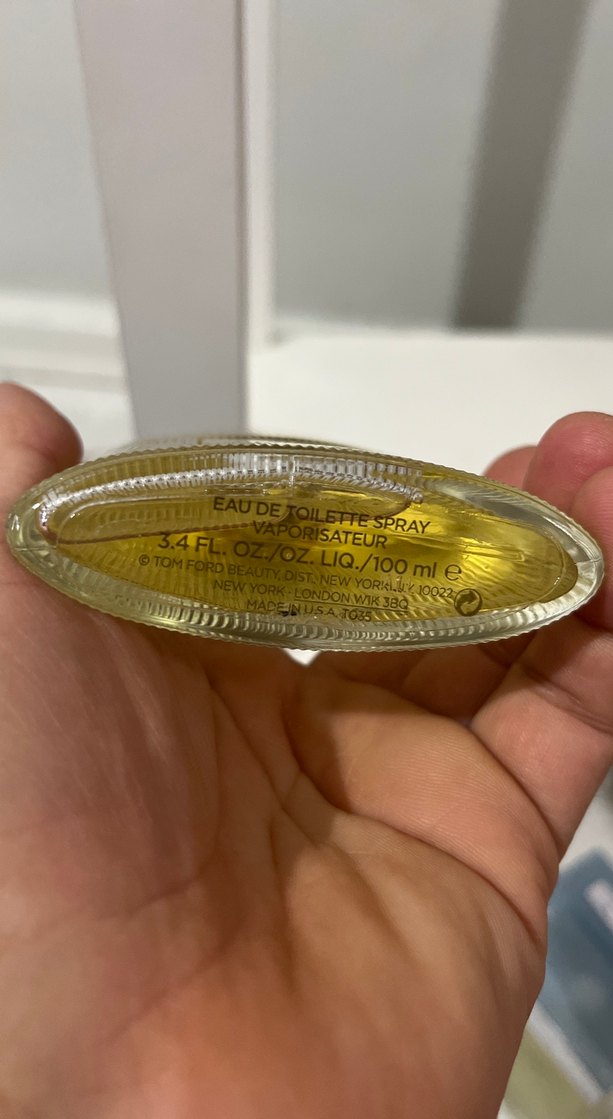 EAU DE TOILETTE SPRAY
VAPORISATEUR
3.4 FL. OZ./OZ. LIQ./100 ml ℮
© TOM FORD BEAUTY, DIST. NEW YORK, N.Y. 10022
NEW YORK · LONDON W1K 3BQ
MADE IN U.S.A. T035